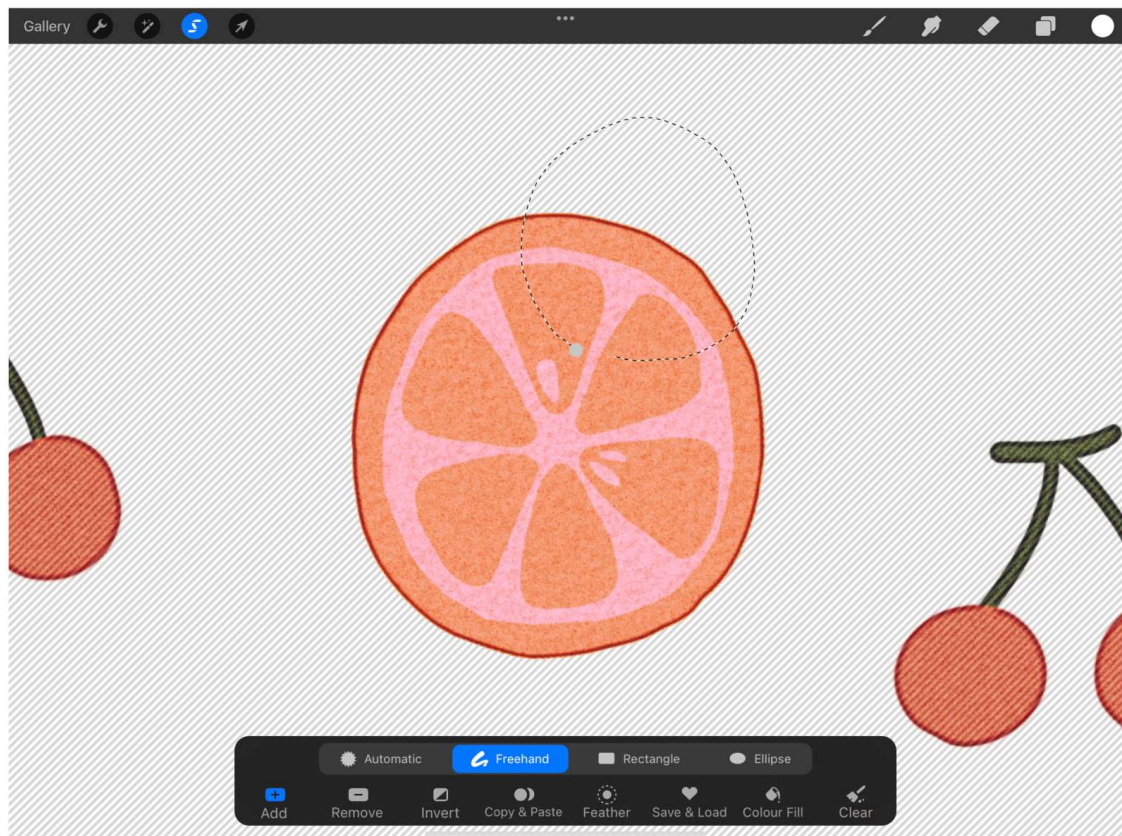 Gallery
Automatic Freehand Rectangle Ellipse
Add Remove Invert Copy & Paste Feather Save & Load Colour Fill Clear